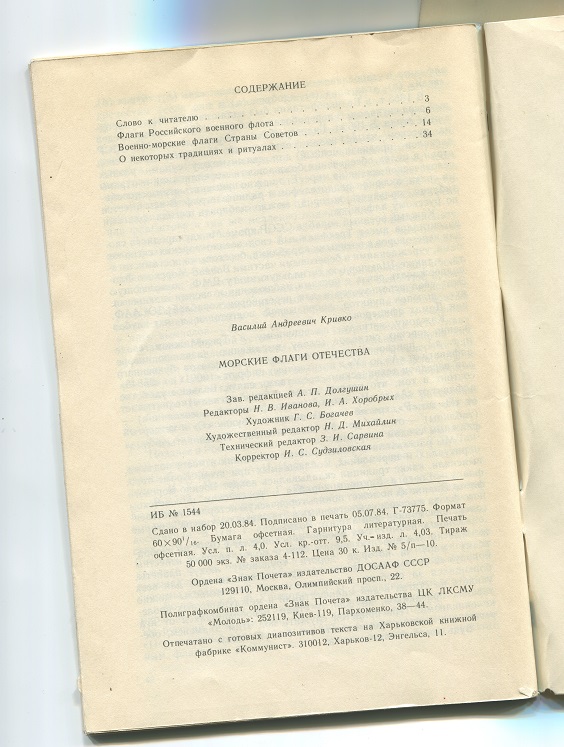 СОДЕРЖАНИЕ
Слово к читателю . . . . . . . . . . . . . . . . 3
Флаги Российского военного флота . . . . . . . . . . . 6
Военно-морские флаги Страны Советов . . . . . . . . . . 14
О некоторых традициях и ритуалах . . . . . . . . . . . 34
Василий Андреевич Кривко
МОРСКИЕ ФЛАГИ ОТЕЧЕСТВА
Зав. редакцией А. П. Долгушин
Редакторы Н. В. Иванова, И. А. Хоробрых
Художник Г. С. Богачев
Художественный редактор Н. Д. Михайлин
Технический редактор З. И. Сарвина
Корректор И. С. Судзиловская
ИБ № 1544
Сдано в набор 20.03.84. Подписано в печать 05.07.84. Г-73775. Формат
60×90¹/₁₆. Бумага офсетная. Гарнитура литературная. Печать
офсетная. Усл. п. л. 4,0. Усл. кр.-отт. 9,5. Уч.-изд. л. 4,03. Тираж
50 000 экз. № заказа 4-112. Цена 30 к. Изд. № 5/п—10.
Ордена «Знак Почета» издательство ДОСААФ СССР
129110, Москва, Олимпийский просп., 22.
Полиграфкомбинат ордена «Знак Почета» издательства ЦК ЛКСМУ
«Молодь»: 252119, Киев-119, Пархоменко, 38—44.
Отпечатано с готовых диапозитивов текста на Харьковской книжной
фабрике «Коммунист». 310012, Харьков-12, Энгельса, 11.